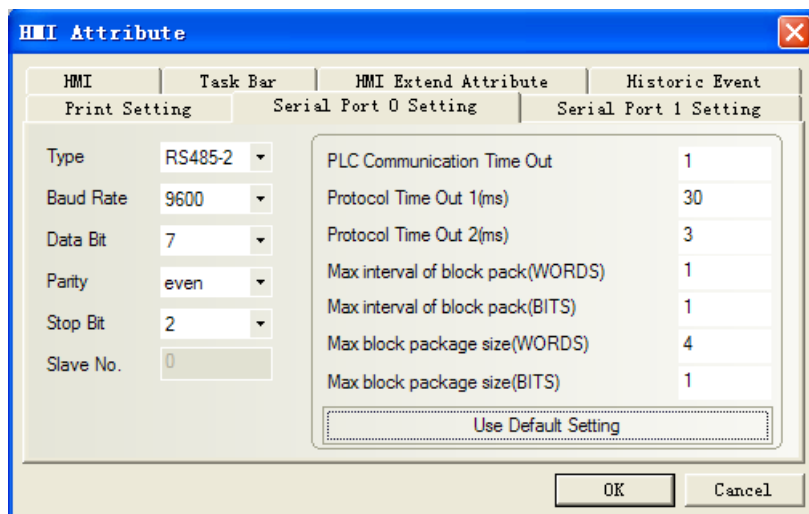 HMI Attribute
HMI Task Bar HMI Extend Attribute Historic Event
Print Setting Serial Port 0 Setting Serial Port 1 Setting
Type RS485-2
Baud Rate 9600
Data Bit 7
Parity even
Stop Bit 2
Slave No. 0
PLC Communication Time Out 1
Protocol Time Out 1(ms) 30
Protocol Time Out 2(ms) 3
Max interval of block pack(WORDS) 1
Max interval of block pack(BITS) 1
Max block package size(WORDS) 4
Max block package size(BITS) 1
Use Default Setting
OK Cancel